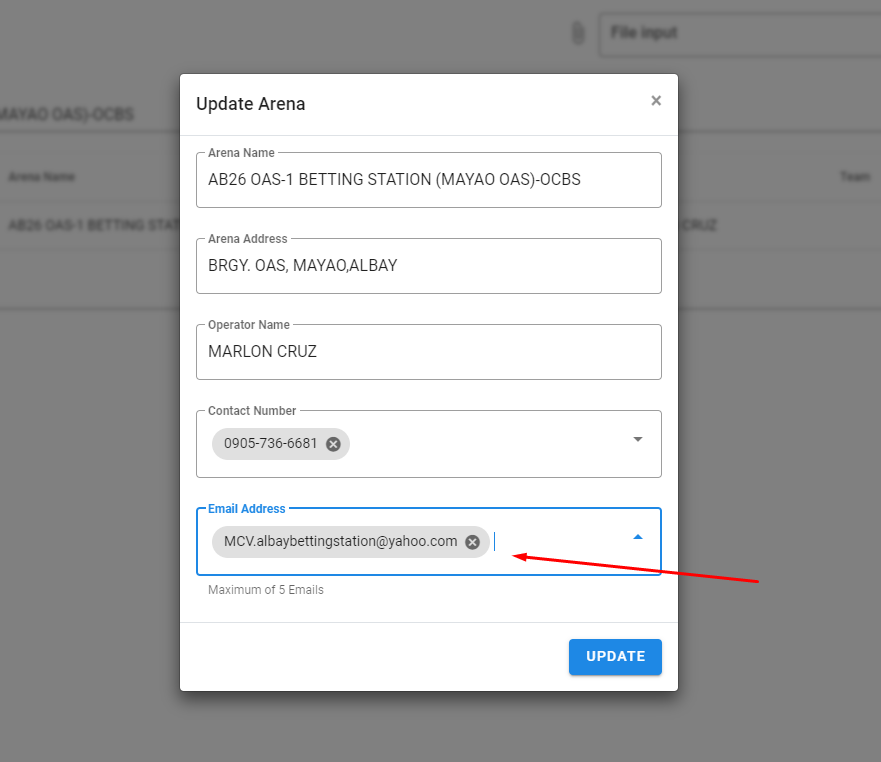 File input
MAYAO OAS)-OCBS
Arena Name
Team
AB26 OAS-1 BETTING STAT
CRUZ
Update Arena
×
Arena Name
AB26 OAS-1 BETTING STATION (MAYAO OAS)-OCBS
Arena Address
BRGY. OAS, MAYAO,ALBAY
Operator Name
MARLON CRUZ
Contact Number
0905-736-6681
Email Address
MCV.albaybettingstation@yahoo.com
Maximum of 5 Emails
UPDATE